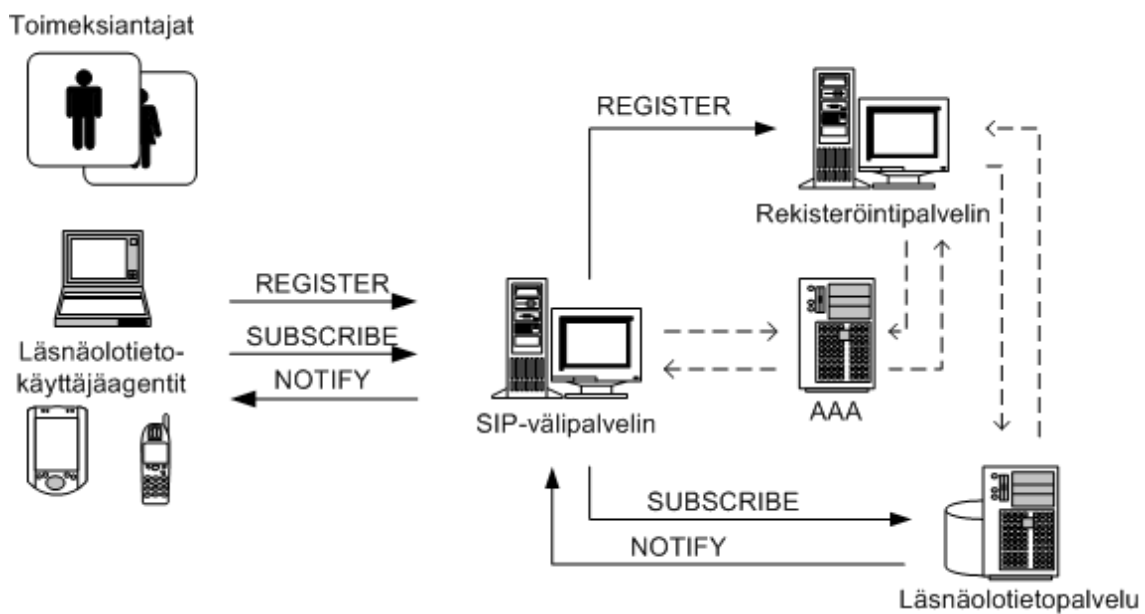 Toimeksiantajat
REGISTER
Rekisteröintipalvelin
REGISTER
SUBSCRIBE
NOTIFY
Läsnäolotieto-
käyttäjäagentit
SIP-välipalvelin
AAA
SUBSCRIBE
NOTIFY
Läsnäolotietopalvelu